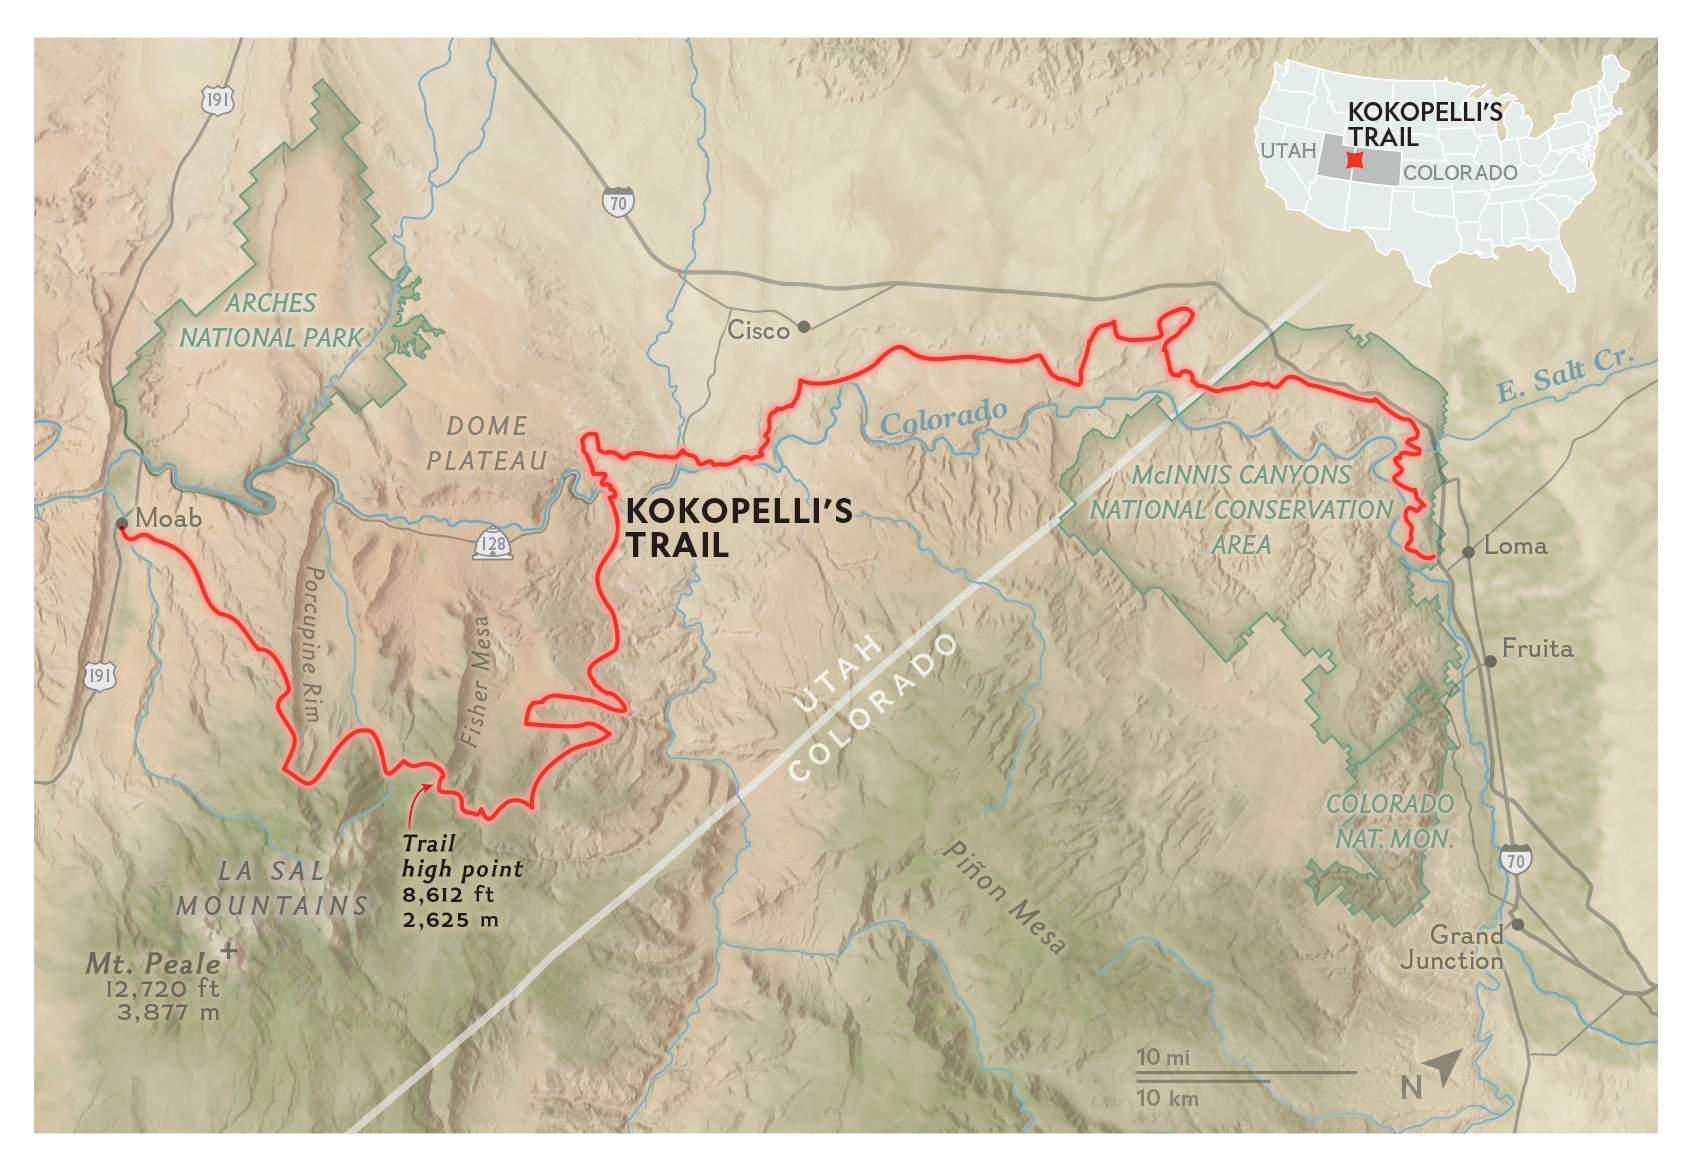 191
ARCHES
NATIONAL PARK
70
KOKOPELLI'S
TRAIL
UTAH
COLORADO
Cisco
E. Salt Cr.
Colorado
DOME
PLATEAU
McINNIS CANYONS
NATIONAL CONSERVATION
AREA
Moab
128
KOKOPELLI'S
TRAIL
Loma
Porcupine Rim
Fisher Mesa
191
UTAH
COLORADO
Fruita
Trail
high point
8,612 ft
2,625 m
COLORADO
NAT. MON.
70
LA SAL
MOUNTAINS
Piñon Mesa
Mt. Peale
12,720 ft
3,877 m
Grand
Junction
10 mi
10 km
N